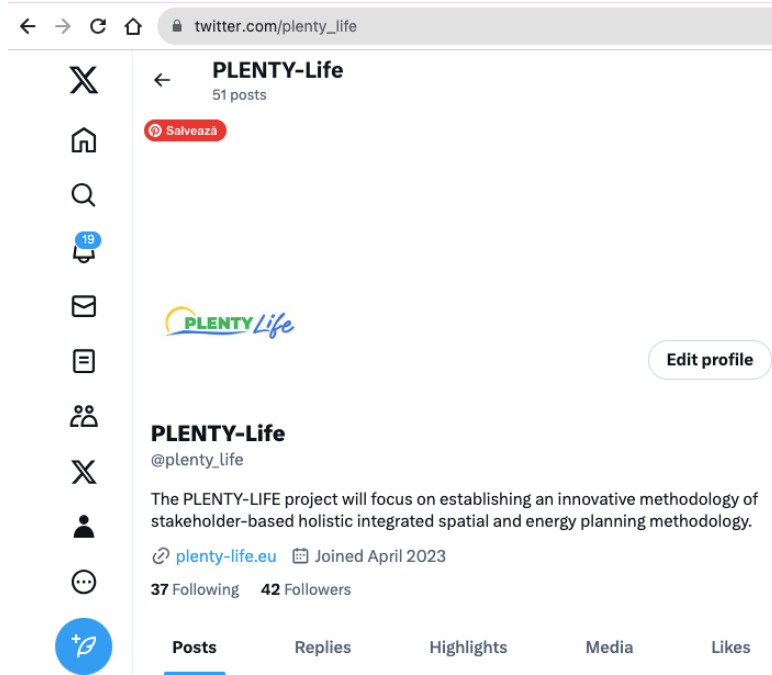 twitter.com/plenty_life
PLENTY-Life
51 posts
Salvează
19
PLENTY Life
Edit profile
PLENTY-Life
@plenty_life
The PLENTY-LIFE project will focus on establishing an innovative methodology of
stakeholder-based holistic integrated spatial and energy planning methodology.
plenty-life.eu Joined April 2023
37 Following 42 Followers
Posts Replies Highlights Media Likes